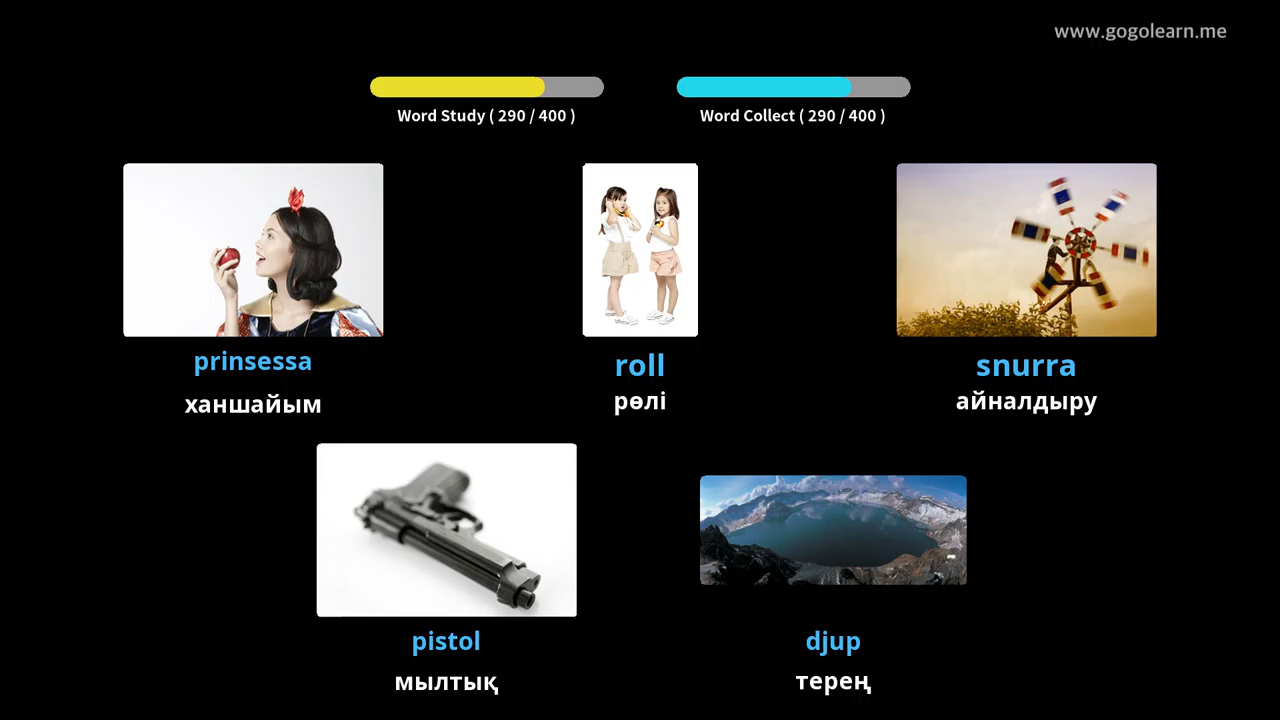 www.gogolearn.me
Word Study ( 290 / 400 )
Word Collect ( 290 / 400 )
prinsessa
ханшайым
roll
рөлі
snurra
айналдыру
pistol
мылтық
djup
терең